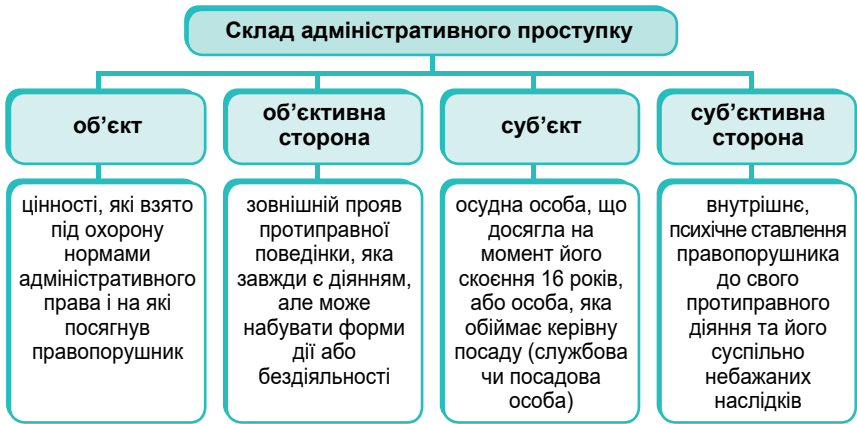 Склад адміністративного проступку
об’єкт
об’єктивна
сторона
суб’єкт
суб’єктивна
сторона
цінності, які взято
під охорону
нормами
адміністративного
права і на які
посягнув
правопорушник
зовнішній прояв
протиправної
поведінки, яка
завжди є діянням,
але може
набувати форми
дії або
бездіяльності
осудна особа, що
досягла на
момент його
скоєння 16 років,
або особа, яка
обіймає керівну
посаду (службова
чи посадова
особа)
внутрішнє,
психічне ставлення
правопорушника
до свого
протиправного
діяння та його
суспільно
небажаних
наслідків